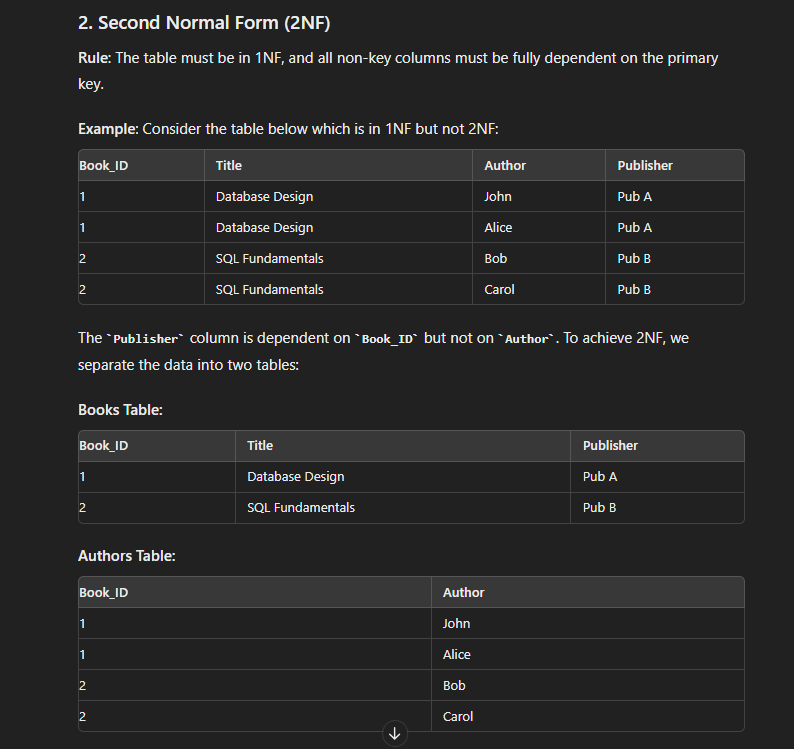 2. Second Normal Form (2NF)
Rule: The table must be in 1NF, and all non-key columns must be fully dependent on the primary
key.
Example: Consider the table below which is in 1NF but not 2NF:
Book_ID Title Author Publisher
1 Database Design John Pub A
1 Database Design Alice Pub A
2 SQL Fundamentals Bob Pub B
2 SQL Fundamentals Carol Pub B
The `Publisher` column is dependent on `Book_ID` but not on `Author`. To achieve 2NF, we
separate the data into two tables:
Books Table:
Book_ID Title Publisher
1 Database Design Pub A
2 SQL Fundamentals Pub B
Authors Table:
Book_ID Author
1 John
1 Alice
2 Bob
2 Carol